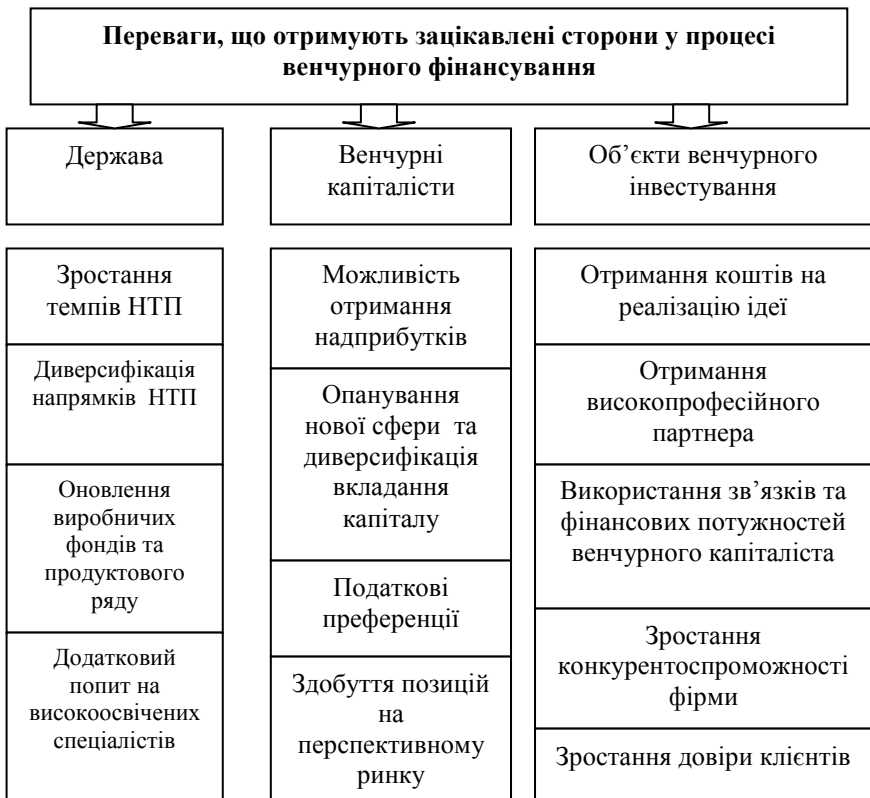 Переваги, що отримують зацікавлені сторони у процесі
венчурного фінансування
Держава
Венчурні
капіталісти
Об’єкти венчурного
інвестування
Зростання
темпів НТП
Диверсифікація
напрямків НТП
Оновлення
виробничих
фондів та
продуктового
ряду
Додатковий
попит на
високоосвічених
спеціалістів
Можливість
отримання
надприбутків
Опанування
нової сфери та
диверсифікація
вкладання
капіталу
Податкові
преференції
Здобуття позицій
на
перспективному
ринку
Отримання коштів на
реалізацію ідеї
Отримання
високопрофесійного
партнера
Використання зв’язків та
фінансових потужностей
венчурного капіталіста
Зростання
конкурентоспроможності
фірми
Зростання довіри клієнтів